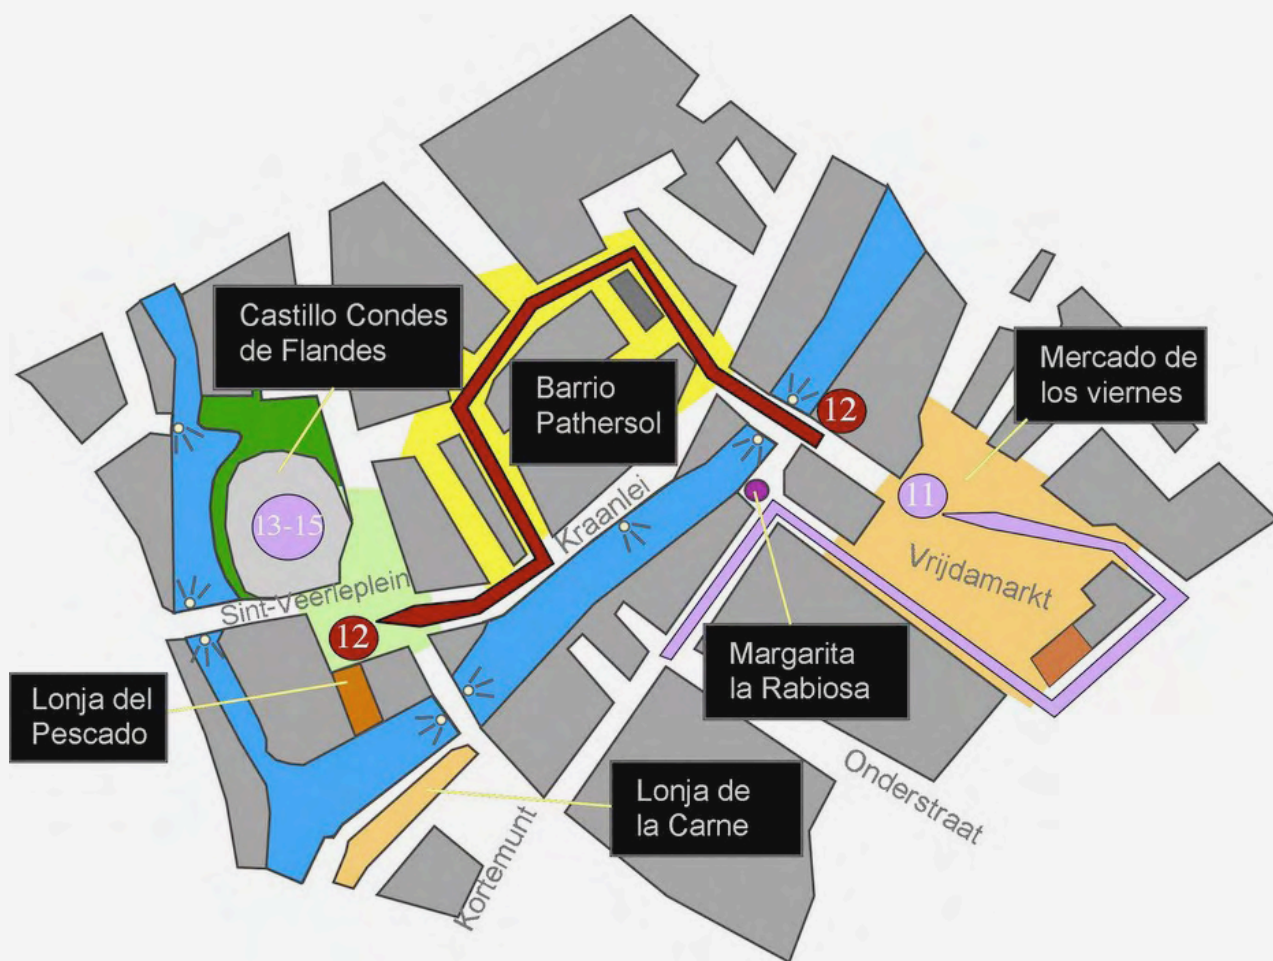 Castillo Condes
de Flandes
Mercado de
los viernes
Barrio
Pathersol
12
11
13-15
Kraanlei
Vrijdamarkt
Sint-Veerleplein
12
Margarita
la Rabiosa
Lonja del
Pescado
Onderstraat
Lonja de
la Carne
Kortemunt